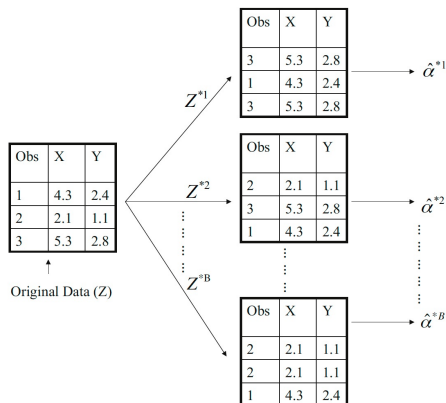 Obs X Y
3 5.3 2.8
1 4.3 2.4
3 5.3 2.8
Z*1
α̂*1
Obs X Y
1 4.3 2.4
2 2.1 1.1
3 5.3 2.8
Original Data (Z)
Z*2
Obs X Y
2 2.1 1.1
3 5.3 2.8
1 4.3 2.4
α̂*2
Z*B
Obs X Y
2 2.1 1.1
2 2.1 1.1
1 4.3 2.4
α̂*B